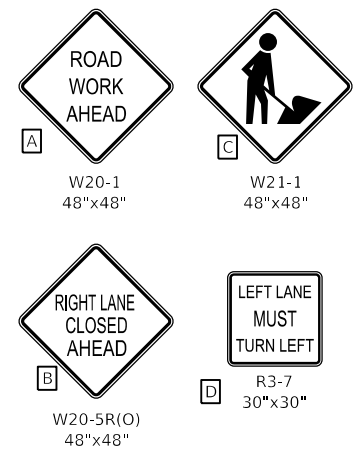 ROAD
WORK
AHEAD
A
W20-1
48"x48"
C
W21-1
48"x48"
RIGHT LANE
CLOSED
AHEAD
B
W20-5R(O)
48"x48"
LEFT LANE
MUST
TURN LEFT
D
R3-7
30"x30"